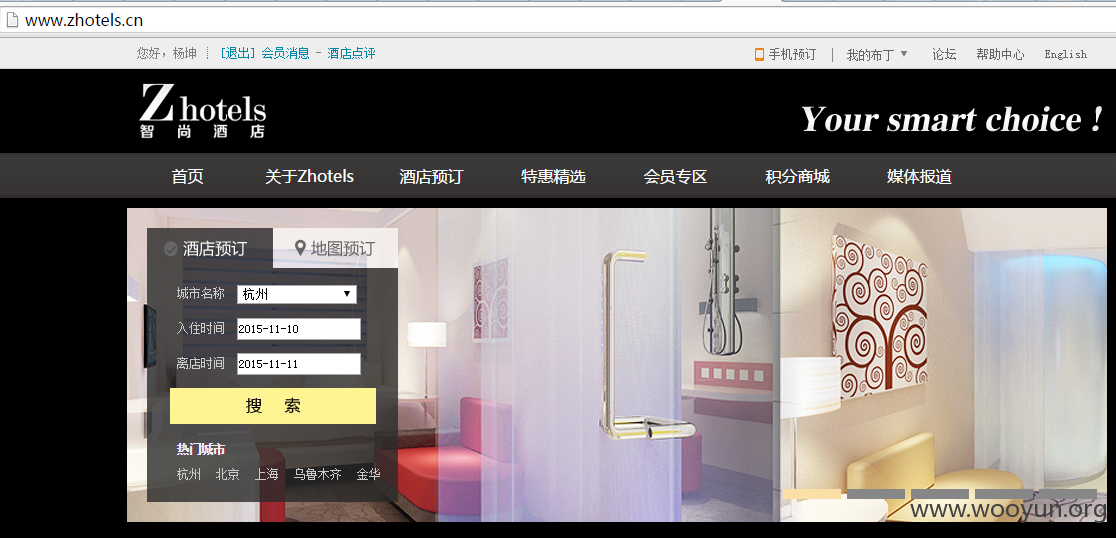 www.zhotels.cn
您好，杨坤 [退出] 会员消息 - 酒店点评 手机预订 我的布丁 论坛 帮助中心 English
Zhotels
智尚酒店
Your smart choice !
首页 关于Zhotels 酒店预订 特惠精选 会员专区 积分商城 媒体报道
酒店预订 地图预订
城市名称 杭州
入住时间 2015-11-10
离店时间 2015-11-11
搜 索
热门城市
杭州 北京 上海 乌鲁木齐 金华
www.wooyun.org